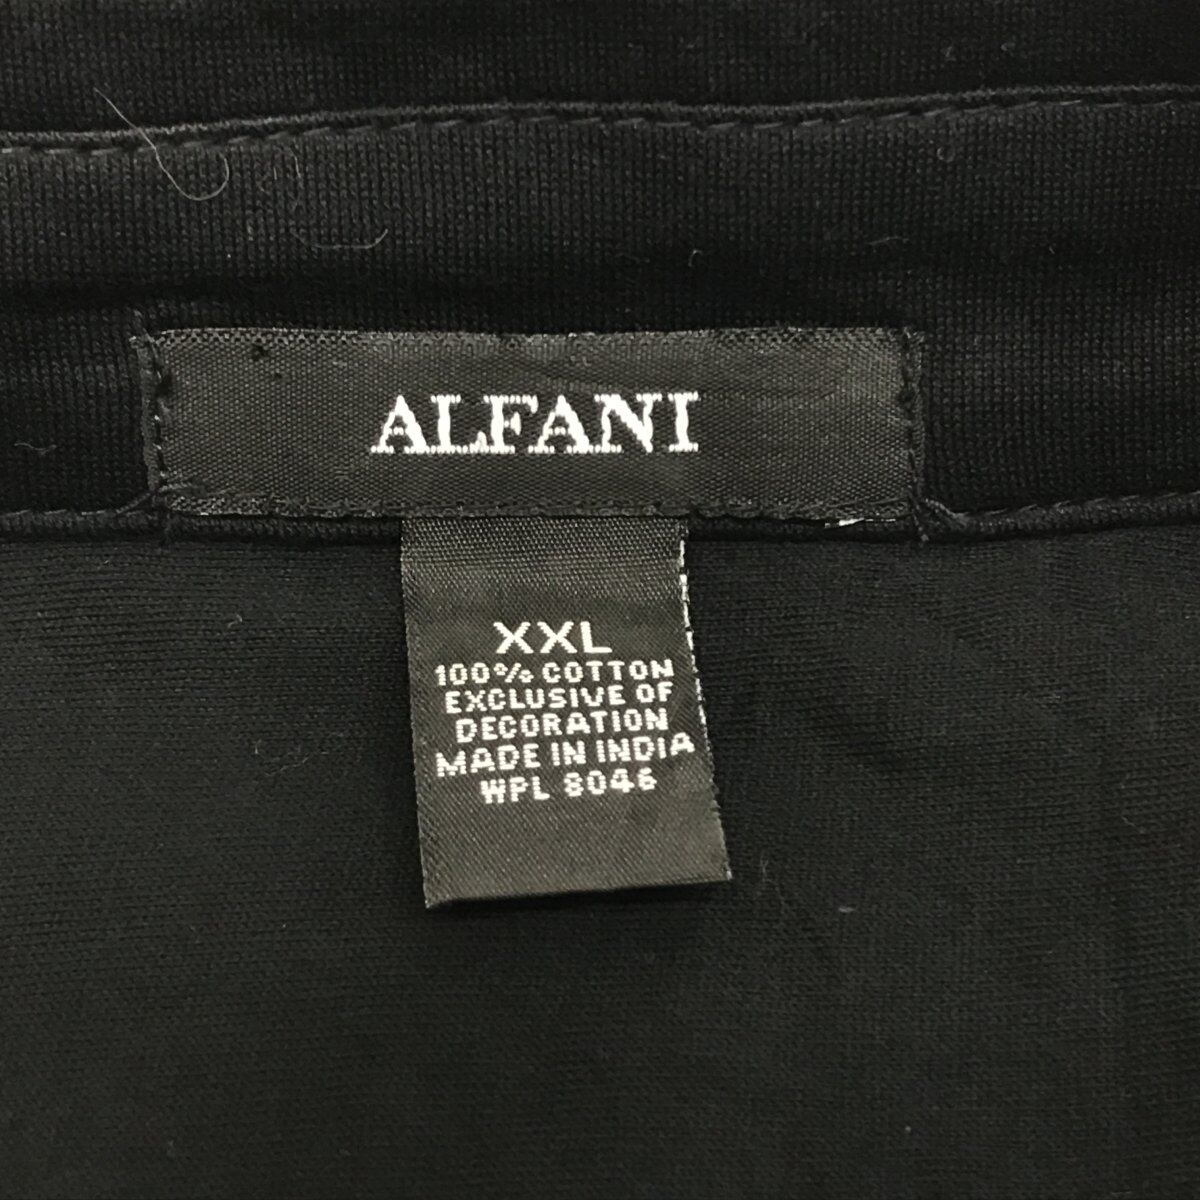 ALFANI
XXL
100% COTTON
EXCLUSIVE OF
DECORATION
MADE IN INDIA
WPL 8046